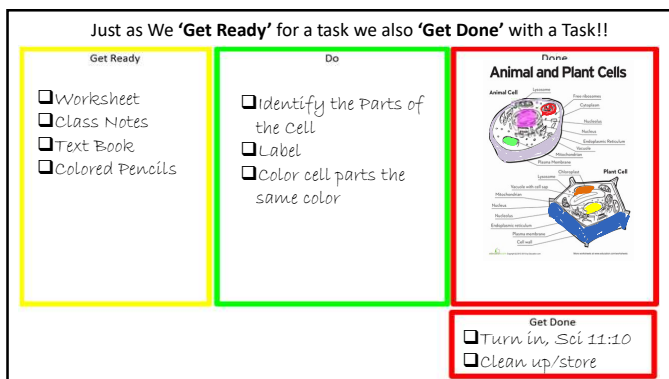 Just as We ‘Get Ready’ for a task we also ‘Get Done’ with a Task!!
Get Ready
Worksheet
Class Notes
Text Book
Colored Pencils
Do
Identify the Parts of
the Cell
Label
Color cell parts the
same color
Done
Animal and Plant Cells
Animal Cell
Lysosome
Free ribosomes
Cytoplasm
Nucleolus
Nucleus
Endoplasmic Reticulum
Vacuole
Mitochondrion
Plasma Membrane
Plant Cell
Chloroplast
Lysosome
Vacuole with cell sap
Mitochondrion
Nucleus
Nucleolus
Endoplasmic reticulum
Plasma membrane
Cell wall
Get Done
Turn in, Sci 11:10
Clean up/store